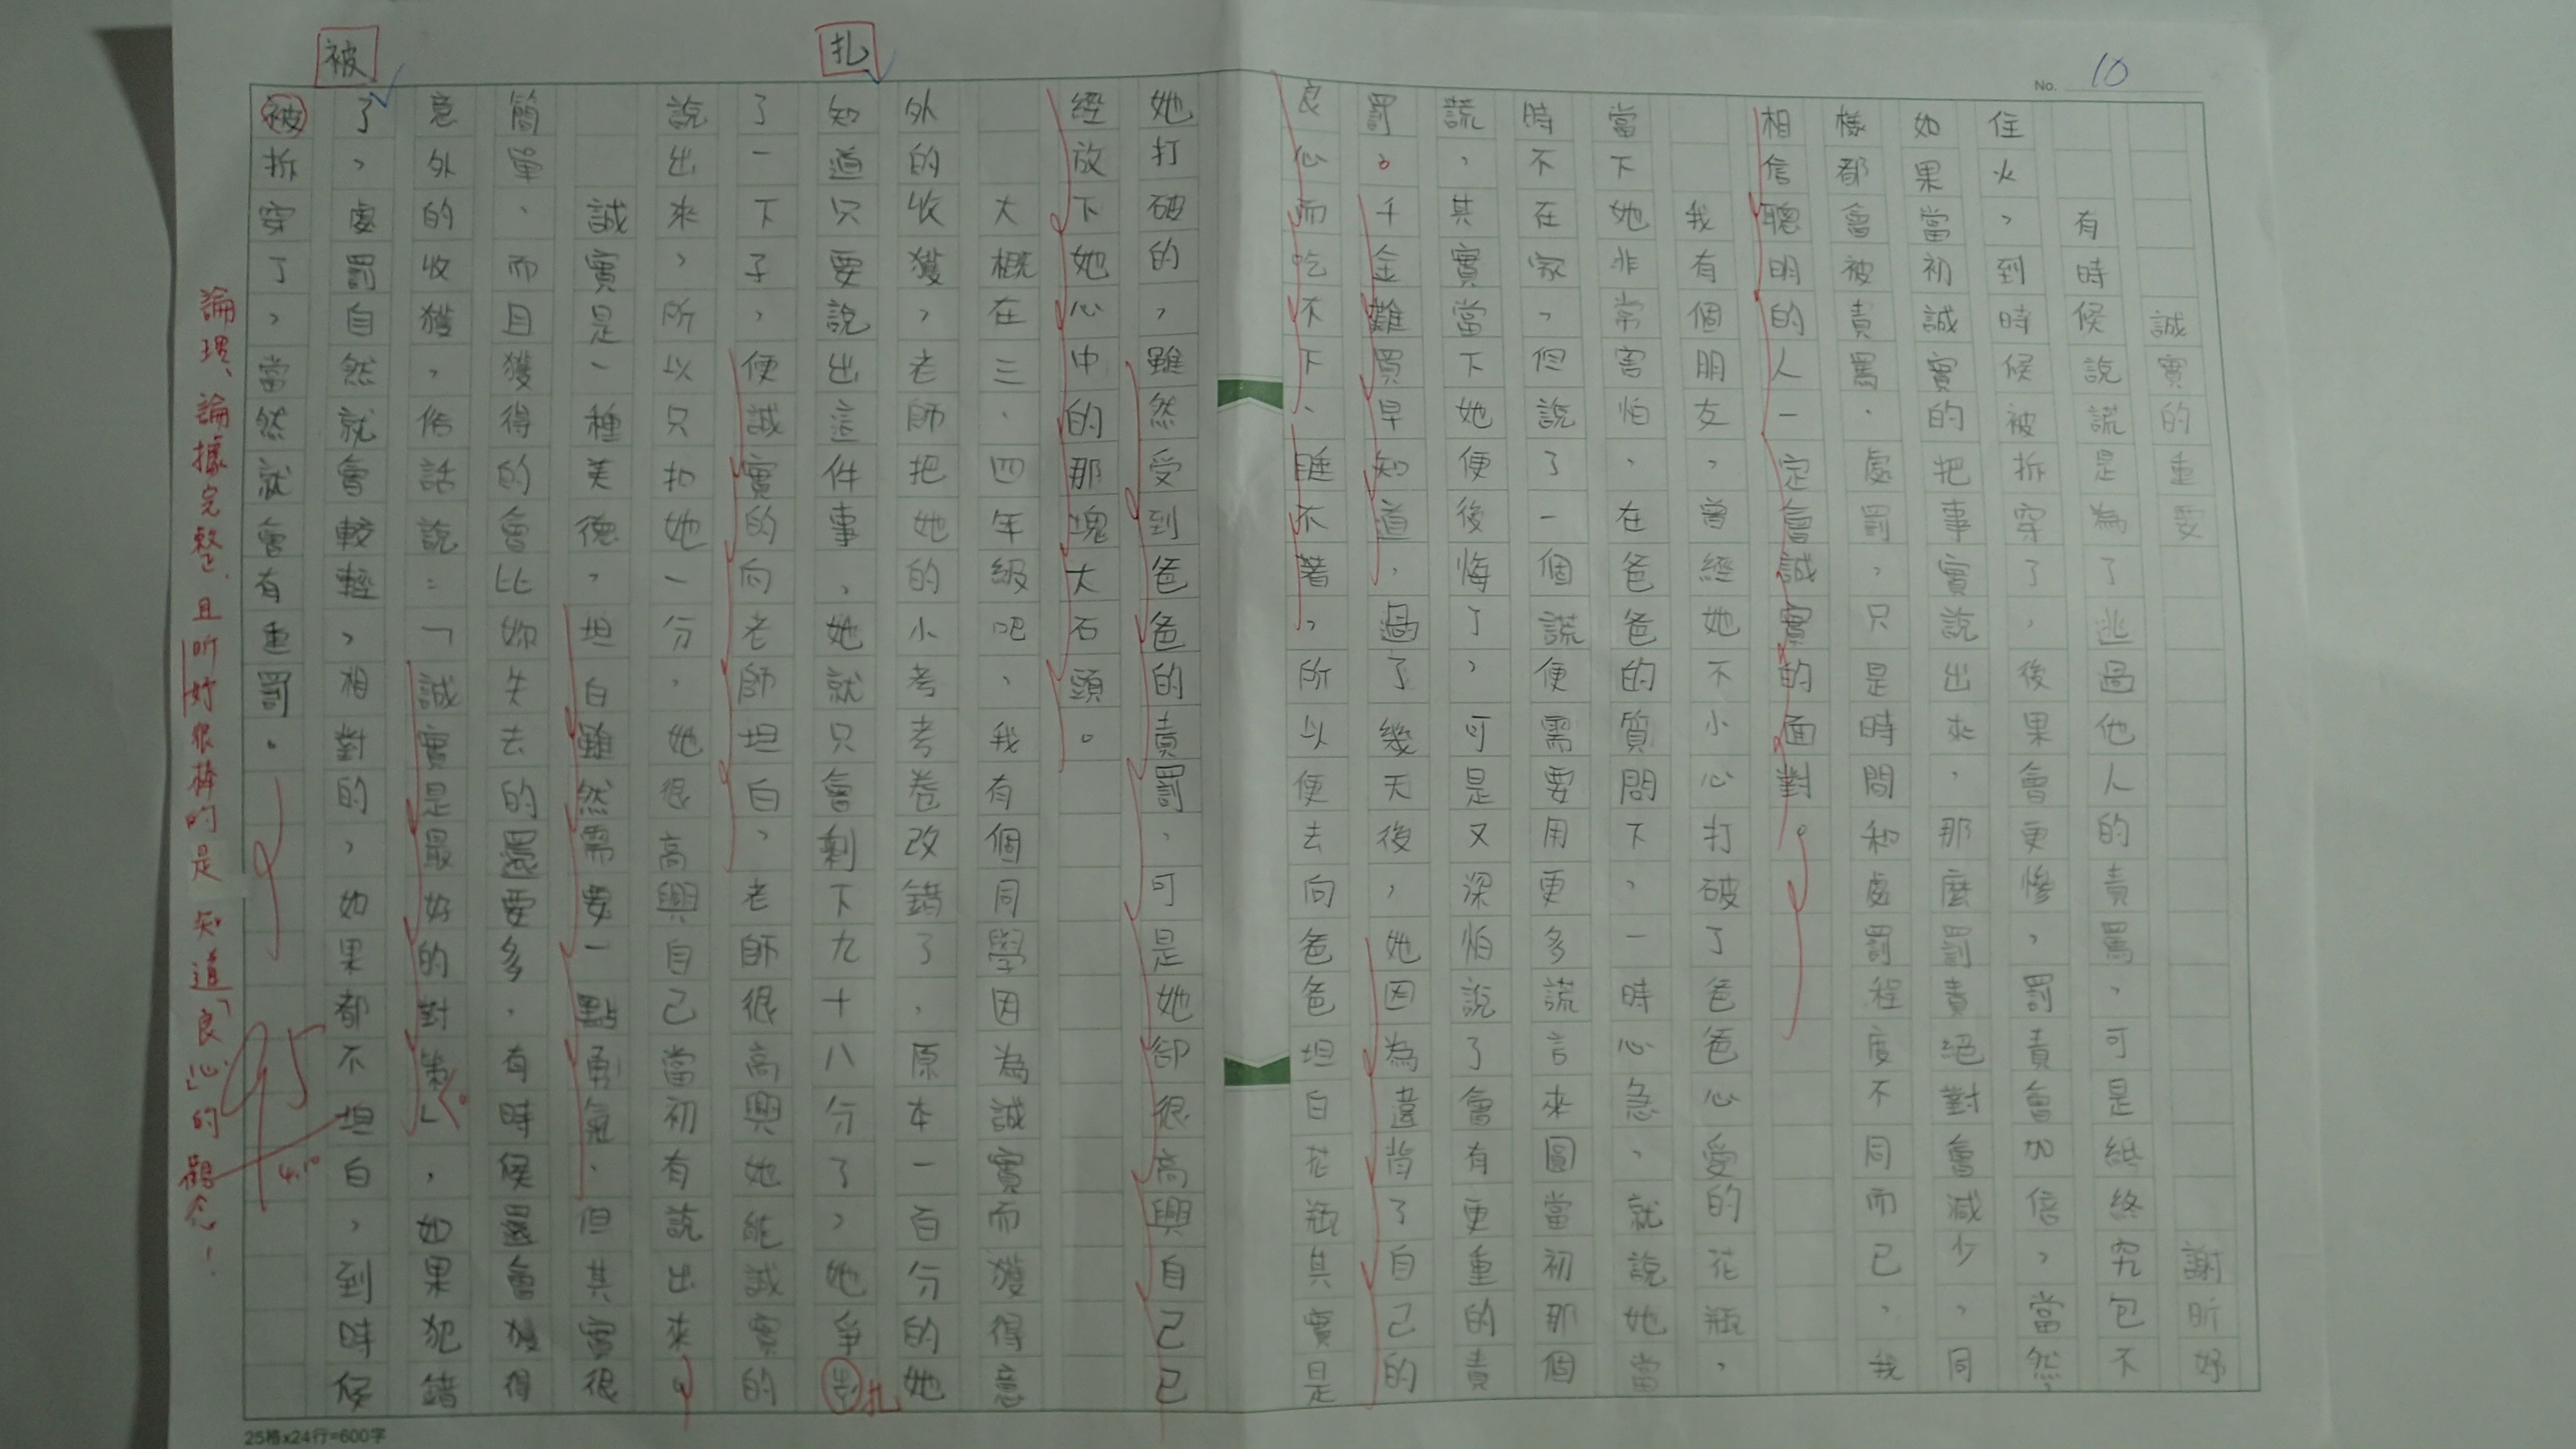 No. 10
誠實的重要 謝昕妤
有時候說謊是為了逃過他人的責罵，可是紙終究包不
住火，到時候被拆穿了，後果會更慘，罰責會加倍，當然，
如果當初誠實的把事實說出來，那麼罰責絕對會減少，同
樣都會被責罵、處罰，只是時間和處罰程度不同而已，我
相信聰明的人一定會誠實的面對。
我有個朋友，曾經她不小心打破了爸爸心愛的花瓶，
當下她非常害怕，在爸爸的質問下，一時心急，就說她當
時不在家，但說了一個謊便需要用更多謊言來圓當初那個
謊，其實當下她便後悔了，可是又深怕說了會有更重的責
罰。千金難買早知道，過了幾天後，她因為違背了自己的
良心而吃不下、睡不著，所以便去向爸爸坦白花瓶其實是
她打破的，雖然受到爸爸的責罰，可是她卻很高興自己已
經放下她心中的那塊大石頭。
大概在三、四年級吧，我有個同學因為誠實而獲得意
外的收獲，老師把她的小考考卷改錯了，原本一百分的她
知道只要說出這件事，她就只會剩下九十八分了，她爭
扎
了一下子，便誠實的向老師坦白，老師很高興她能誠實的
說出來，所以只扣她一分，她很高興自己當初有說出來。
誠實是一種美德，坦白雖然需要一點勇氣，但其實很
簡單，而且獲得的會比妳失去的還要多，有時候還會獲得
意外的收獲，俗話說：「誠實是最好的對策」。，如果犯錯
了，處罰自然就會較輕，相對的，如果都不坦白，到時候
被拆穿了，當然就會有重罰。
扎
被
論理、論據完整，且昕妤很棒的是知道「良心」的觀念！
95
4.10
25格x24行=600字